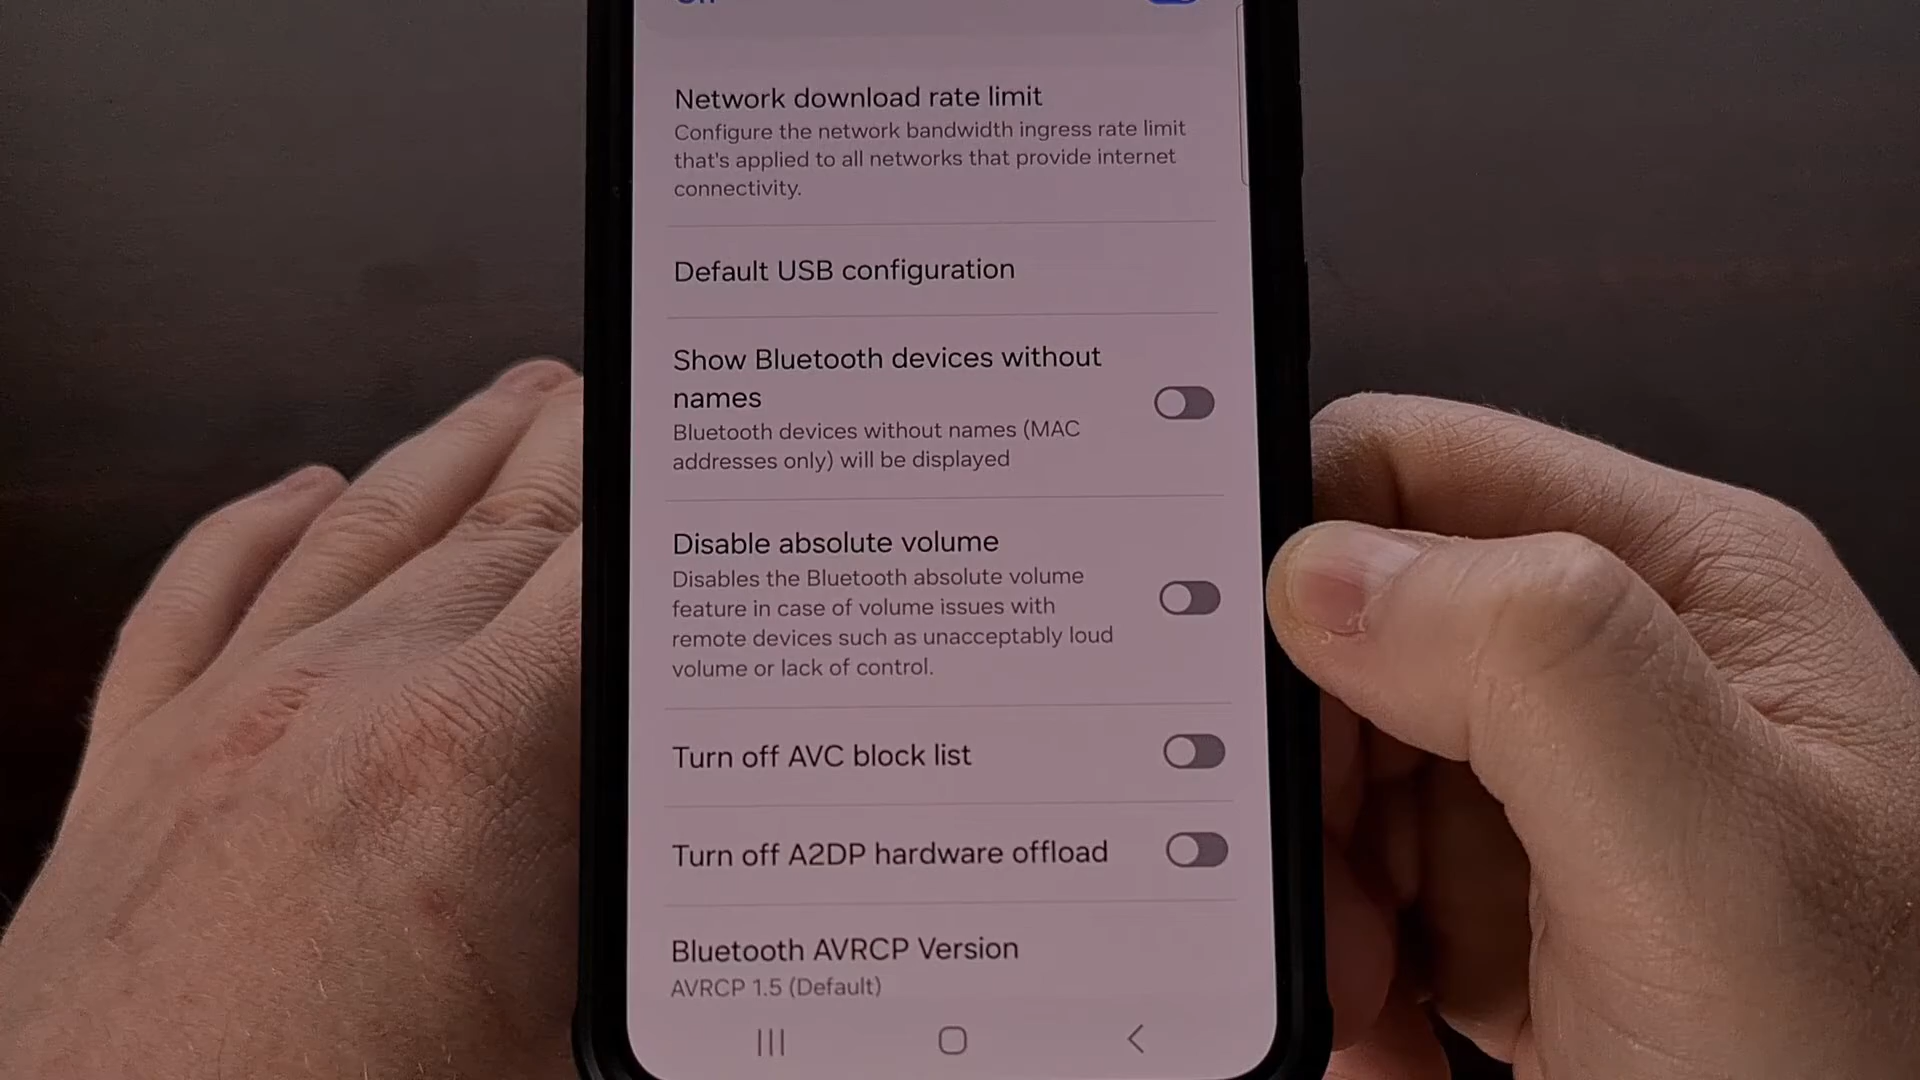 Network download rate limit
Configure the network bandwidth ingress rate limit
that's applied to all networks that provide internet
connectivity.
Default USB configuration
Show Bluetooth devices without
names
Bluetooth devices without names (MAC
addresses only) will be displayed
Disable absolute volume
Disables the Bluetooth absolute volume
feature in case of volume issues with
remote devices such as unacceptably loud
volume or lack of control.
Turn off AVC block list
Turn off A2DP hardware offload
Bluetooth AVRCP Version
AVRCP 1.5 (Default)